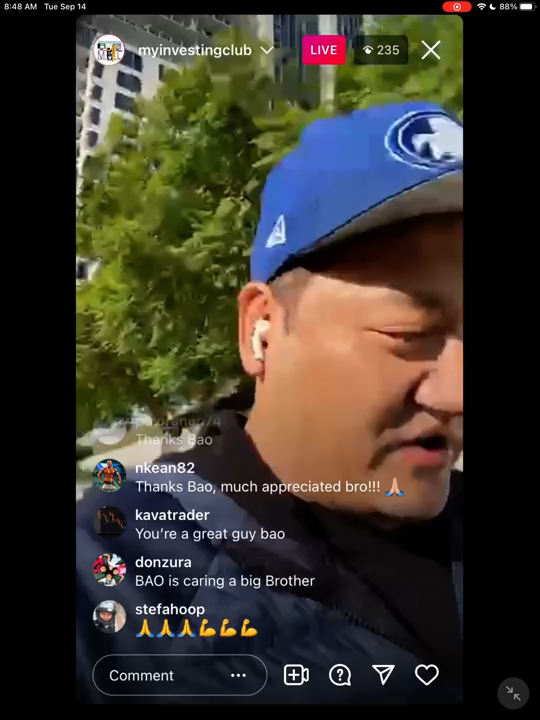 8:48 AM Tue Sep 14
88%
myinvestingclub LIVE 235
Thanks Bao
nkean82
Thanks Bao, much appreciated bro!!! 🙏🏼
kavatrader
You're a great guy bao
donzura
BAO is caring a big Brother
stefahoop
🙏🙏🙏💪💪💪
Comment